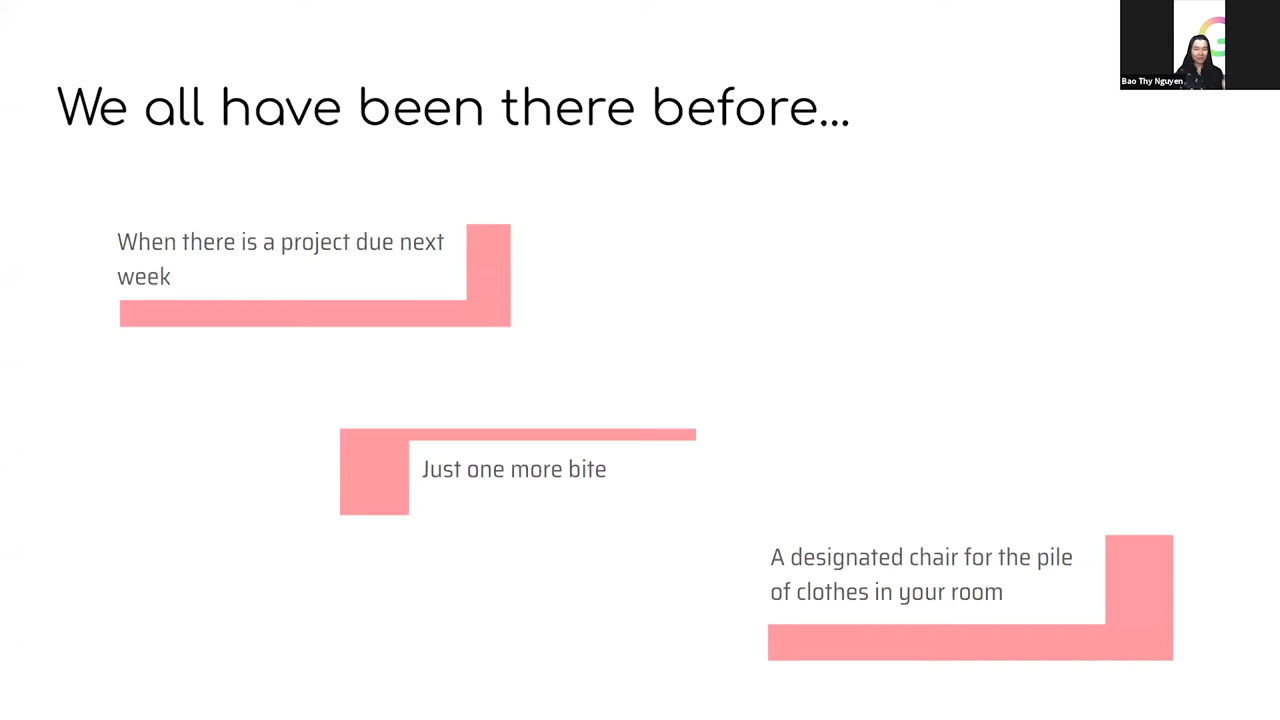 Bao Thy Nguyen
We all have been there before...
When there is a project due next
week
Just one more bite
A designated chair for the pile
of clothes in your room